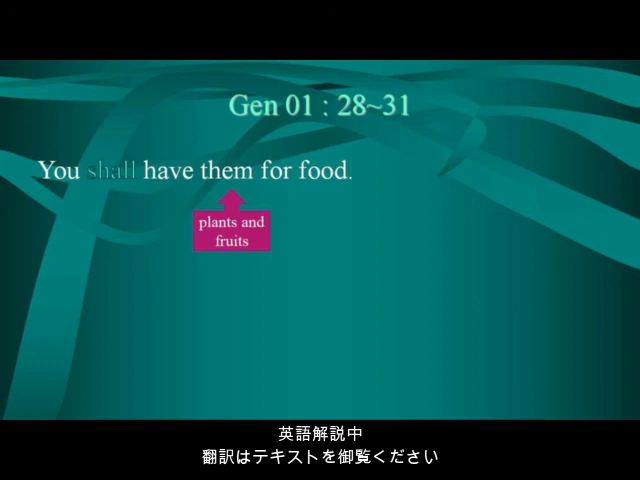 Gen 01 : 28~31
You shall have them for food.
plants and
fruits
英語解説中
翻訳はテキストを御覧ください